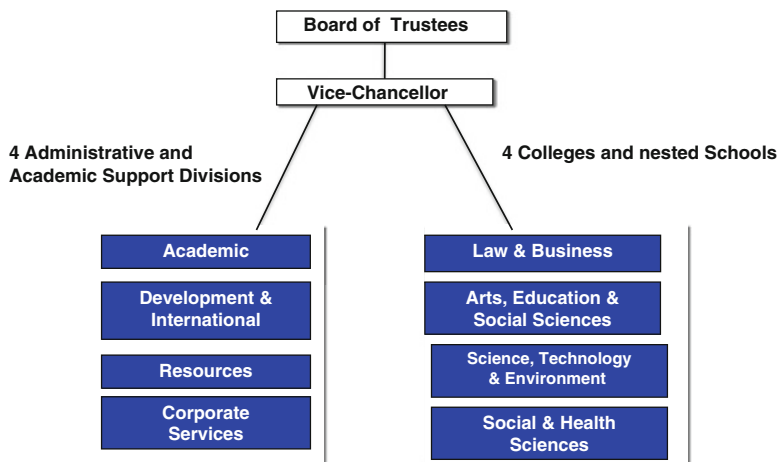 Board of Trustees
Vice-Chancellor
4 Administrative and
Academic Support Divisions
4 Colleges and nested Schools
Academic
Development &
International
Resources
Corporate
Services
Law & Business
Arts, Education &
Social Sciences
Science, Technology
& Environment
Social & Health
Sciences